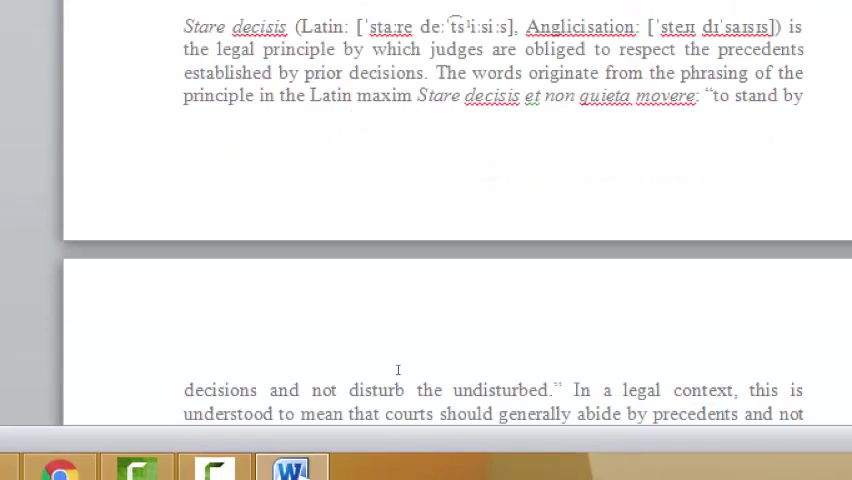 Stare decisis (Latin: [ˈstaːre deːˈt͡sʲiːsiːs], Anglicisation: [ˈsteɪɪ dɪˈsaɪsɪs]) is
the legal principle by which judges are obliged to respect the precedents
established by prior decisions. The words originate from the phrasing of the
principle in the Latin maxim Stare decisis et non quieta movere: “to stand by
decisions and not disturb the undisturbed.” In a legal context, this is
understood to mean that courts should generally abide by precedents and not